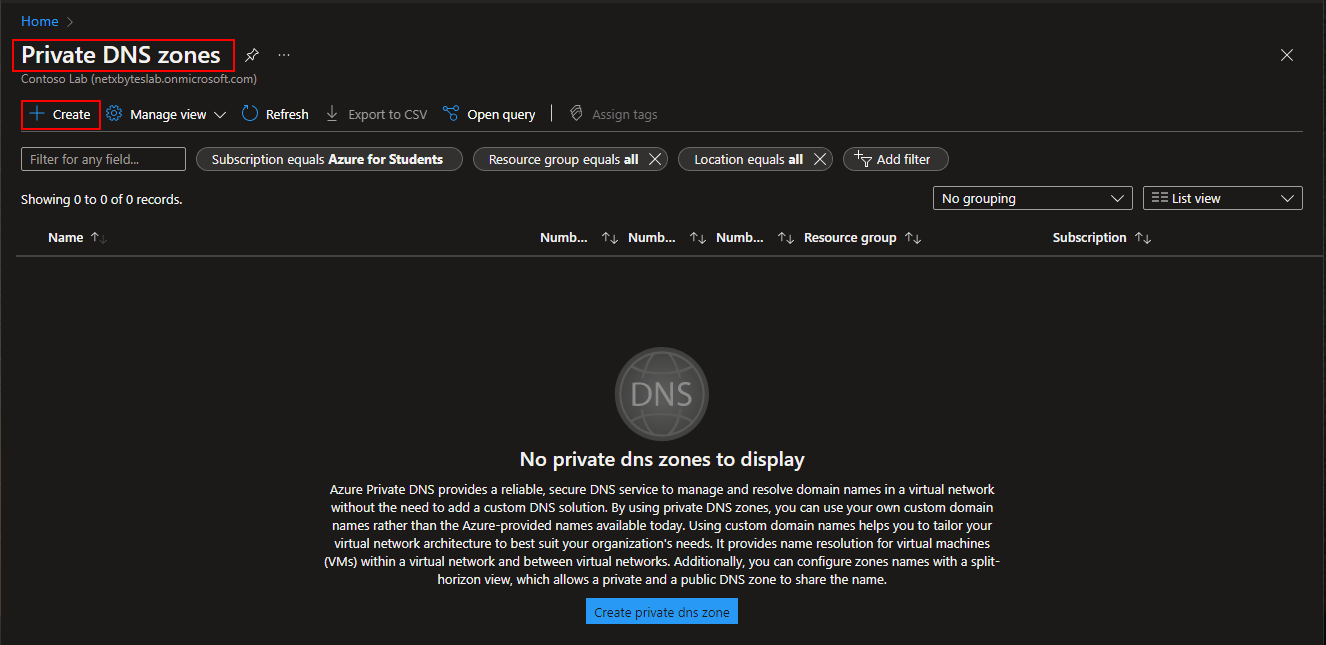 Home
Private DNS zones
Contoso Lab (netxbyteslab.onmicrosoft.com)
Create Manage view Refresh Export to CSV Open query Assign tags
Filter for any field... Subscription equals Azure for Students Resource group equals all Location equals all Add filter
Showing 0 to 0 of 0 records. No grouping List view
Name Numb... Numb... Numb... Resource group Subscription
DNS
No private dns zones to display
Azure Private DNS provides a reliable, secure DNS service to manage and resolve domain names in a virtual network
without the need to add a custom DNS solution. By using private DNS zones, you can use your own custom domain
names rather than the Azure-provided names available today. Using custom domain names helps you to tailor your
virtual network architecture to best suit your organization's needs. It provides name resolution for virtual machines
(VMs) within a virtual network and between virtual networks. Additionally, you can configure zones names with a split-
horizon view, which allows a private and a public DNS zone to share the name.
Create private dns zone